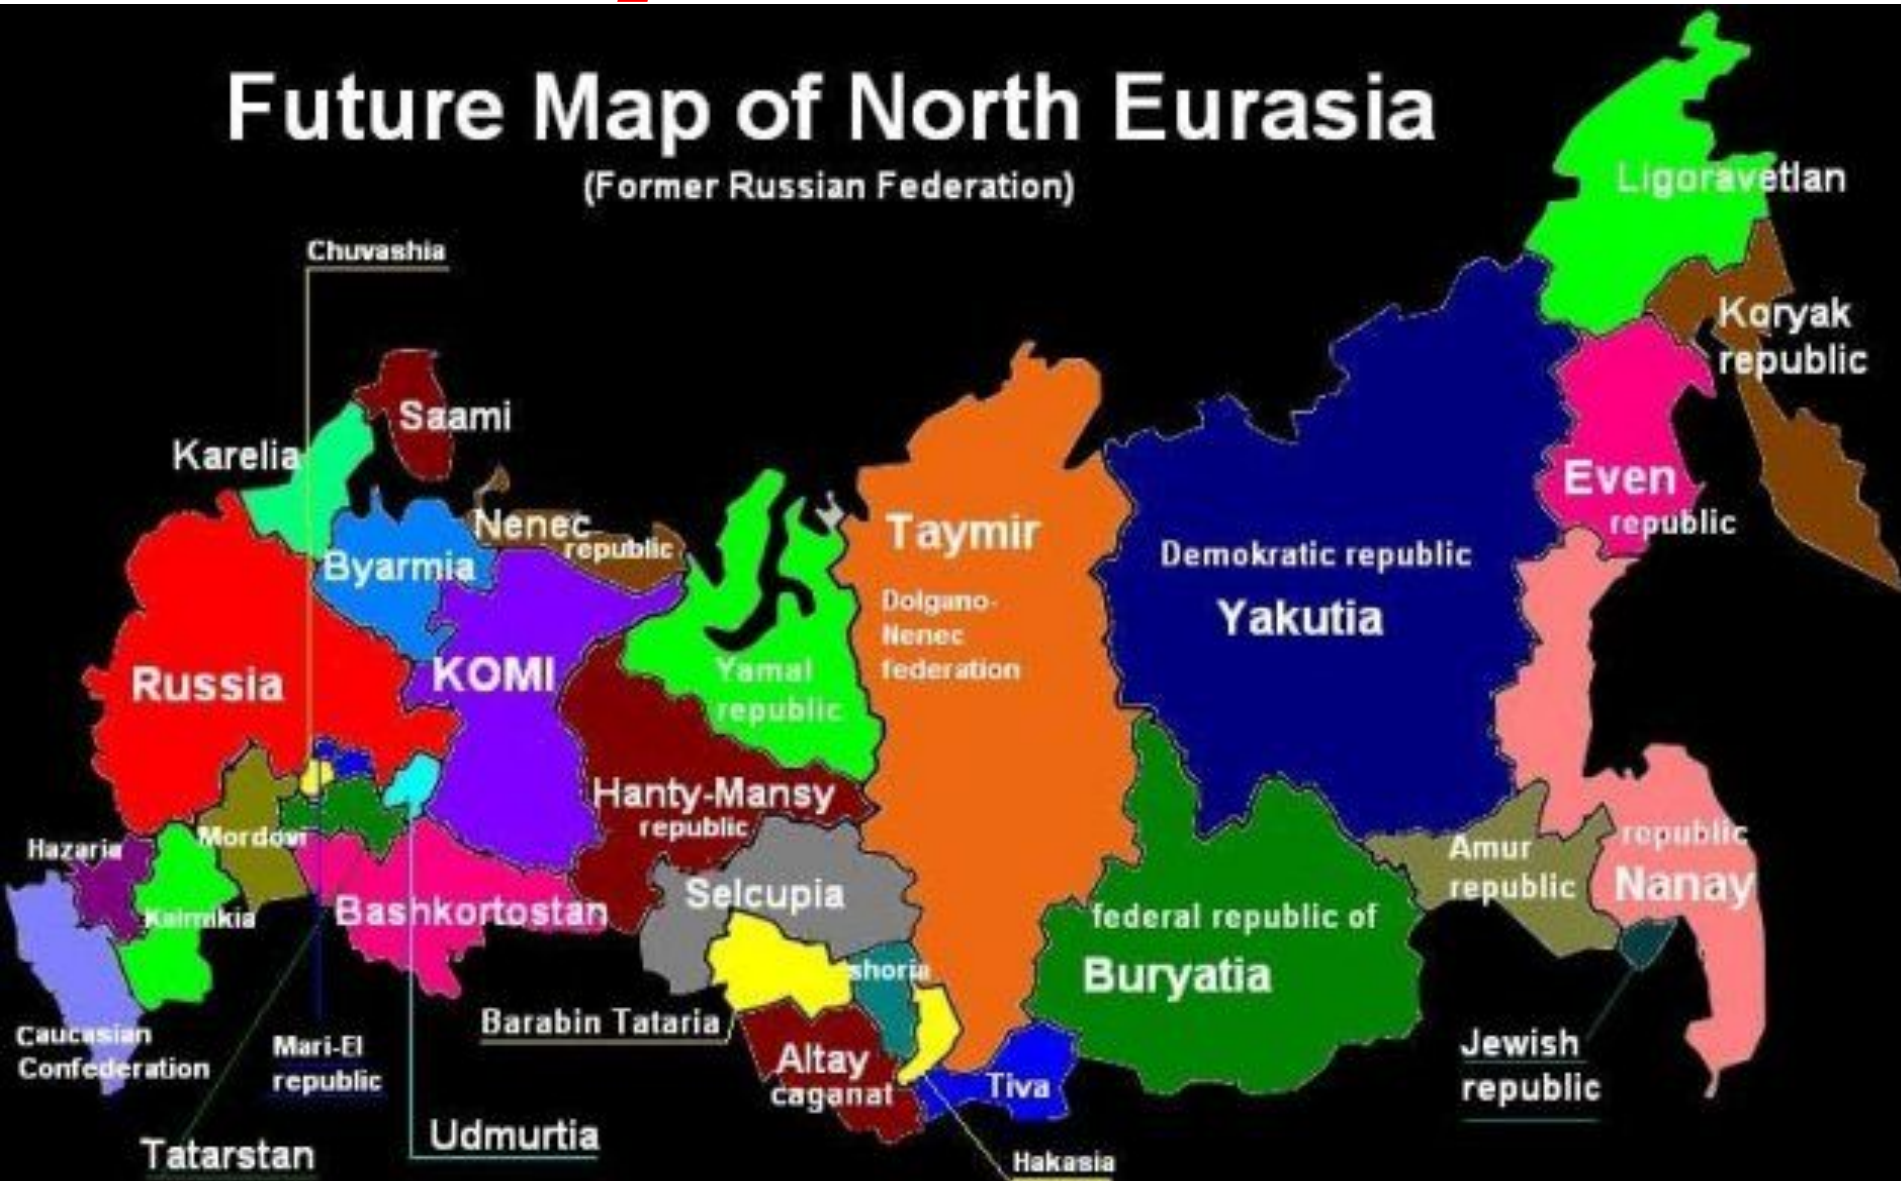 Future Map of North Eurasia
(Former Russian Federation)
Ligoravetlan
Chuvashia
Koryak
republic
Saami
Karelia
Even
republic
Nenec
republic
Taymir
Byarmia
Demokratic republic
Yakutia
Dolgano-
Nenec
federation
Russia
KOMI
Yamal
republic
Hanty-Mansy
republic
Hazaria
Mordovi
republic
Nanay
Amur
republic
Selcupia
Kalmikia
Bashkortostan
federal republic of
Buryatia
shoria
Barabin Tataria
Caucasian
Confederation
Mari-El
republic
Jewish
republic
Altay
caganat
Tiva
Udmurtia
Tatarstan
Hakasia